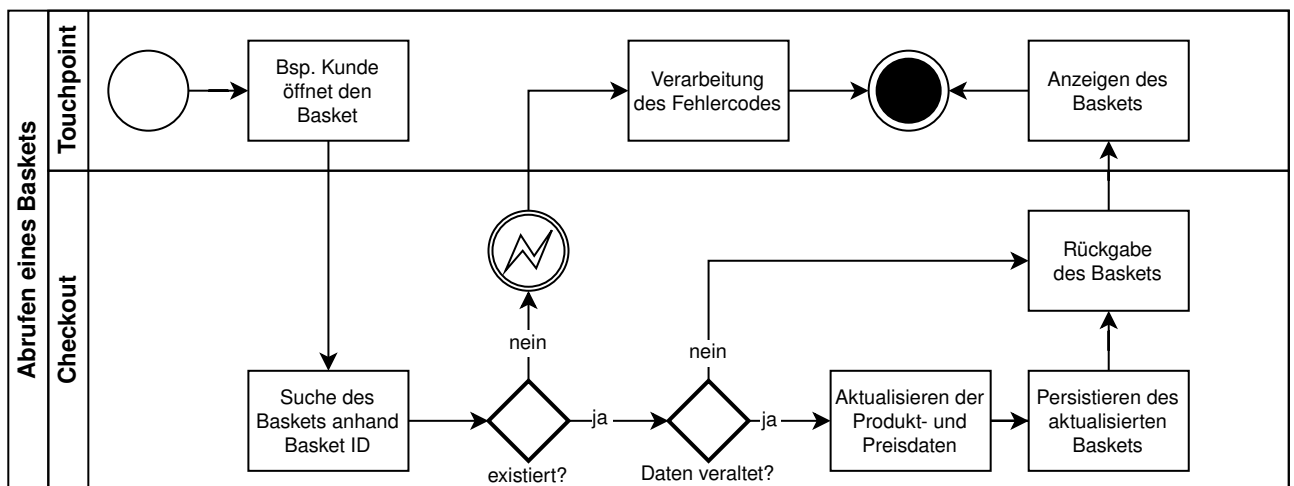 Abrufen eines Baskets
Touchpoint
Bsp. Kunde
öffnet den
Basket
Verarbeitung
des Fehlercodes
Anzeigen des
Baskets
Checkout
Rückgabe
des Baskets
nein
nein
Suche des
Baskets anhand
Basket ID
ja
existiert?
ja
Daten veraltet?
Aktualisieren der
Produkt- und
Preisdaten
Persistieren des
aktualisierten
Baskets